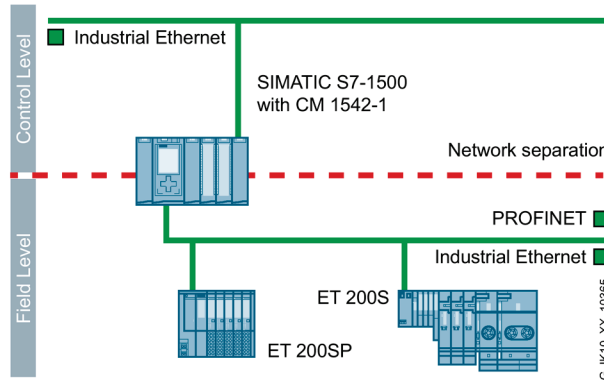 Control Level
Industrial Ethernet
SIMATIC S7-1500
with CM 1542-1
Network separation
Field Level
PROFINET
Industrial Ethernet
ET 200S
ET 200SP